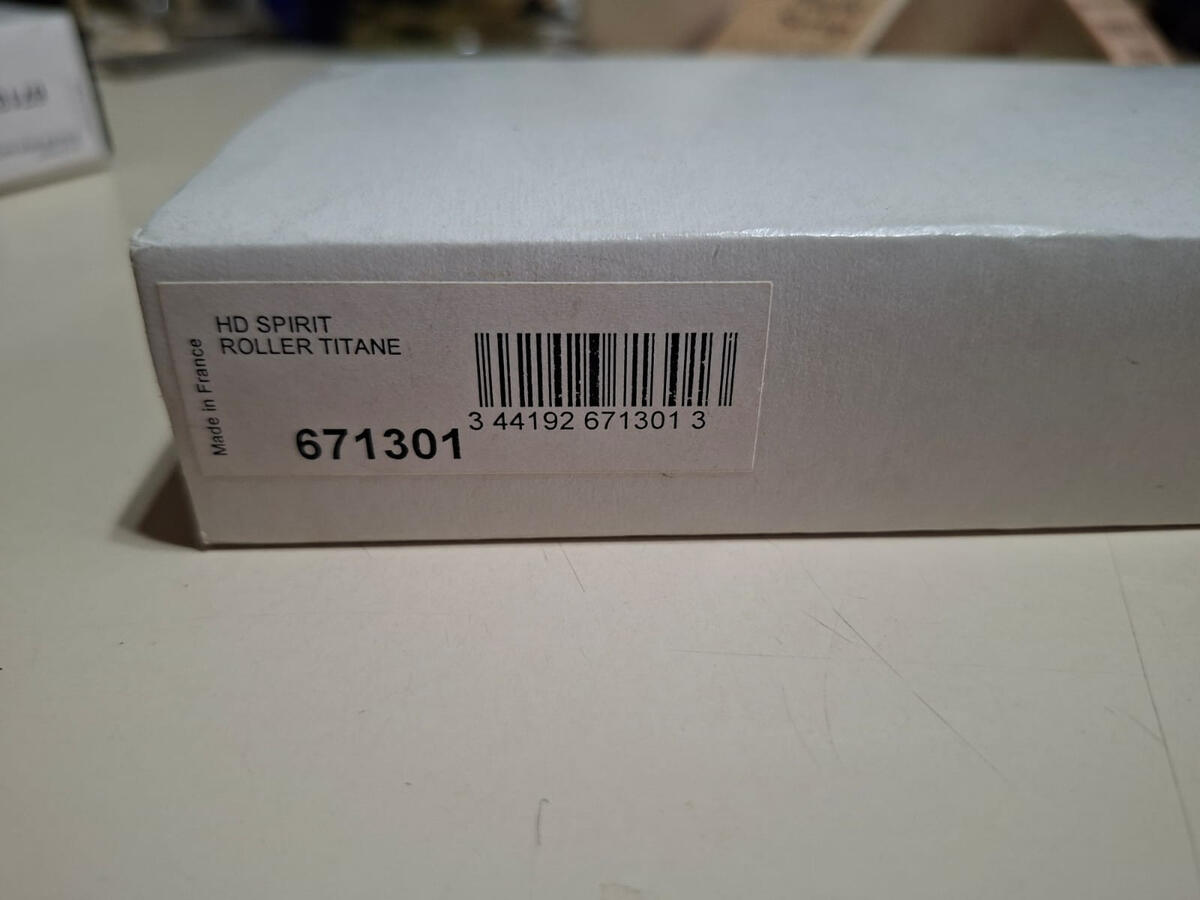 HD SPIRIT
ROLLER TITANE
Made in France
671301
3 44192 671301 3